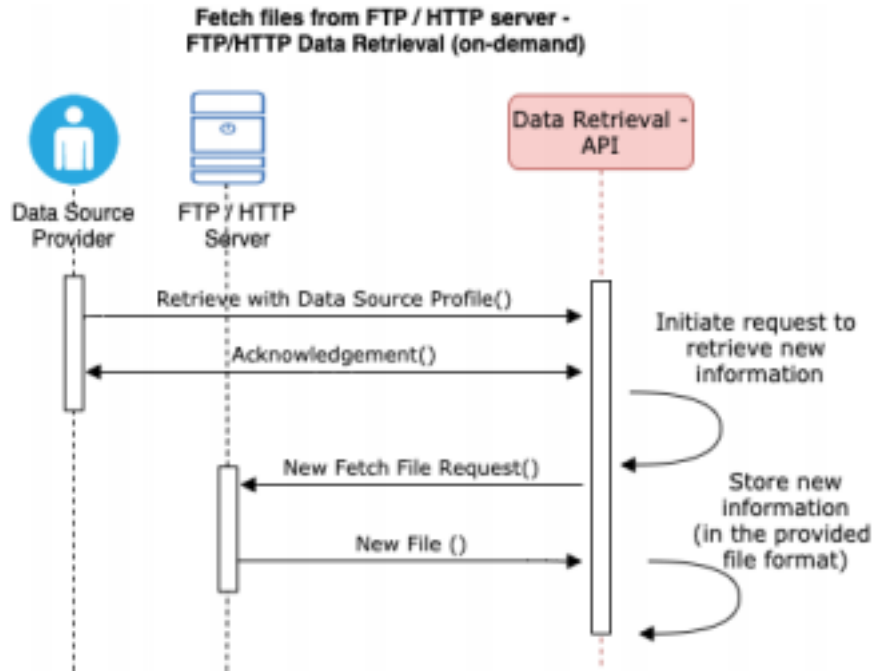 Fetch files from FTP / HTTP server -
FTP/HTTP Data Retrieval (on-demand)
Data Retrieval -
API
Data Source
Provider
FTP / HTTP
Server
Retrieve with Data Source Profile()
Initiate request to
retrieve new
information
Acknowledgement()
New Fetch File Request()
Store new
information
(in the provided
file format)
New File ()